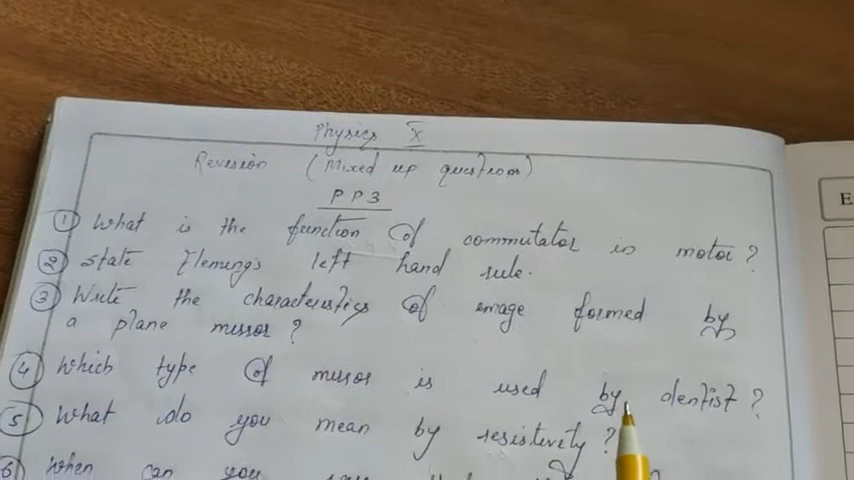 Physics X
Revision (Mixed up questions)
PP3
① What is the function of commutator in motor?
② State Fleming's left hand rule.
③ Write the characteristics of image formed by
a plane mirror?
④ Which type of mirror is used by dentist?
⑤ What do you mean by resistivity?
⑥ When can you
E